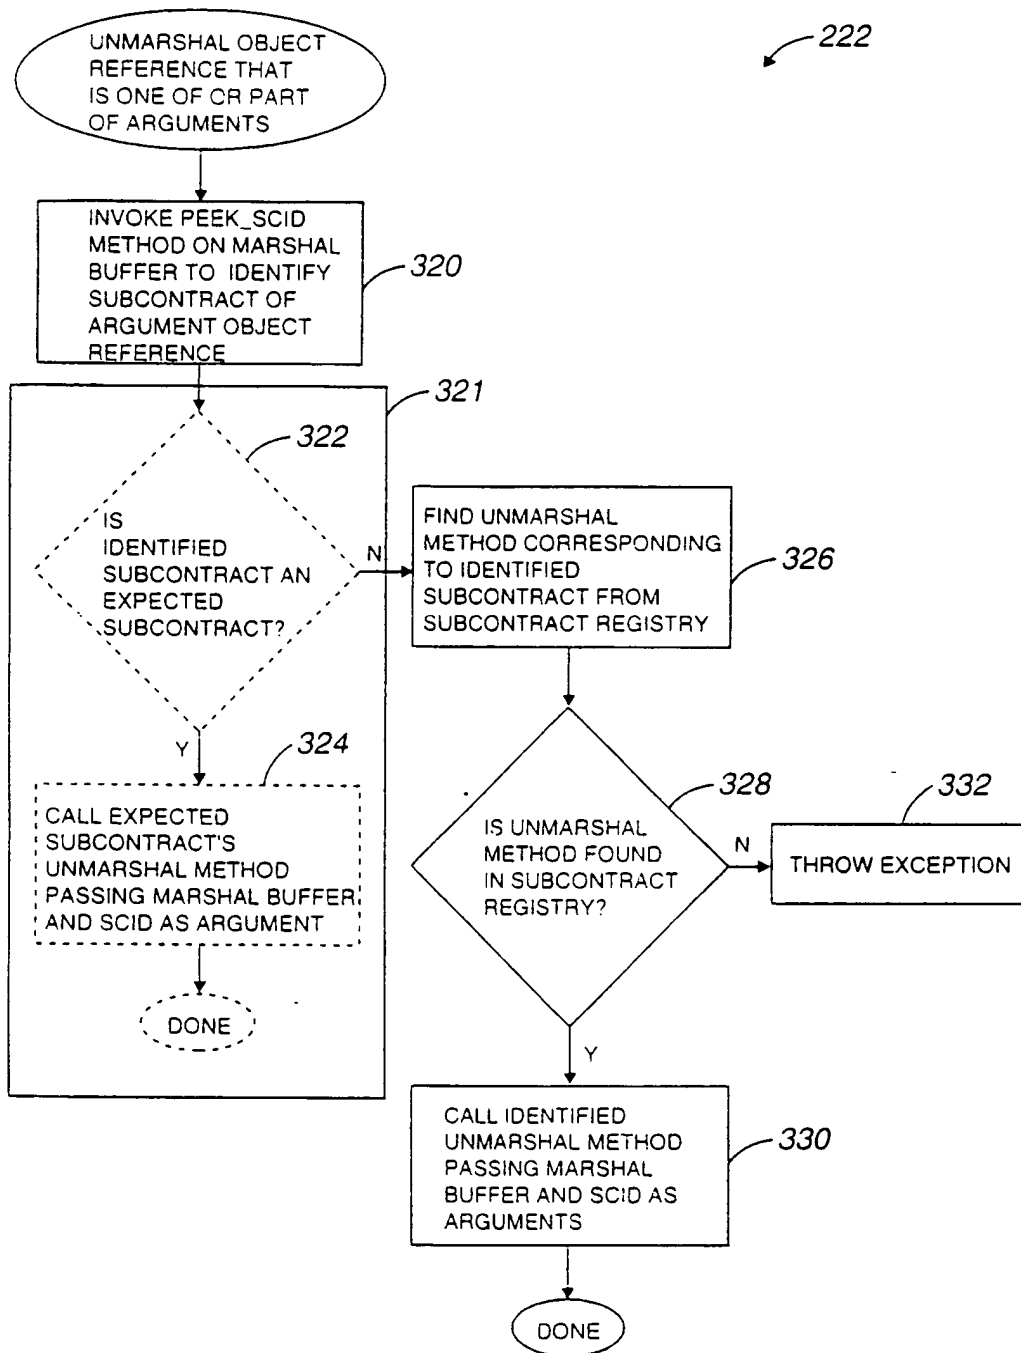 UNMARSHAL OBJECT
REFERENCE THAT
IS ONE OF CR PART
OF ARGUMENTS
222
INVOKE PEEK_SCID
METHOD ON MARSHAL
BUFFER TO IDENTIFY
SUBCONTRACT OF
ARGUMENT OBJECT
REFERENCE
320
321
322
IS
IDENTIFIED
SUBCONTRACT AN
EXPECTED
SUBCONTRACT?
N
Y
324
CALL EXPECTED
SUBCONTRACT'S
UNMARSHAL METHOD
PASSING MARSHAL BUFFER
AND SCID AS ARGUMENT
DONE
FIND UNMARSHAL
METHOD CORRESPONDING
TO IDENTIFIED
SUBCONTRACT FROM
SUBCONTRACT REGISTRY
326
328
IS UNMARSHAL
METHOD FOUND
IN SUBCONTRACT
REGISTRY?
N
332
THROW EXCEPTION
Y
CALL IDENTIFIED
UNMARSHAL METHOD
PASSING MARSHAL
BUFFER AND SCID AS
ARGUMENTS
330
DONE